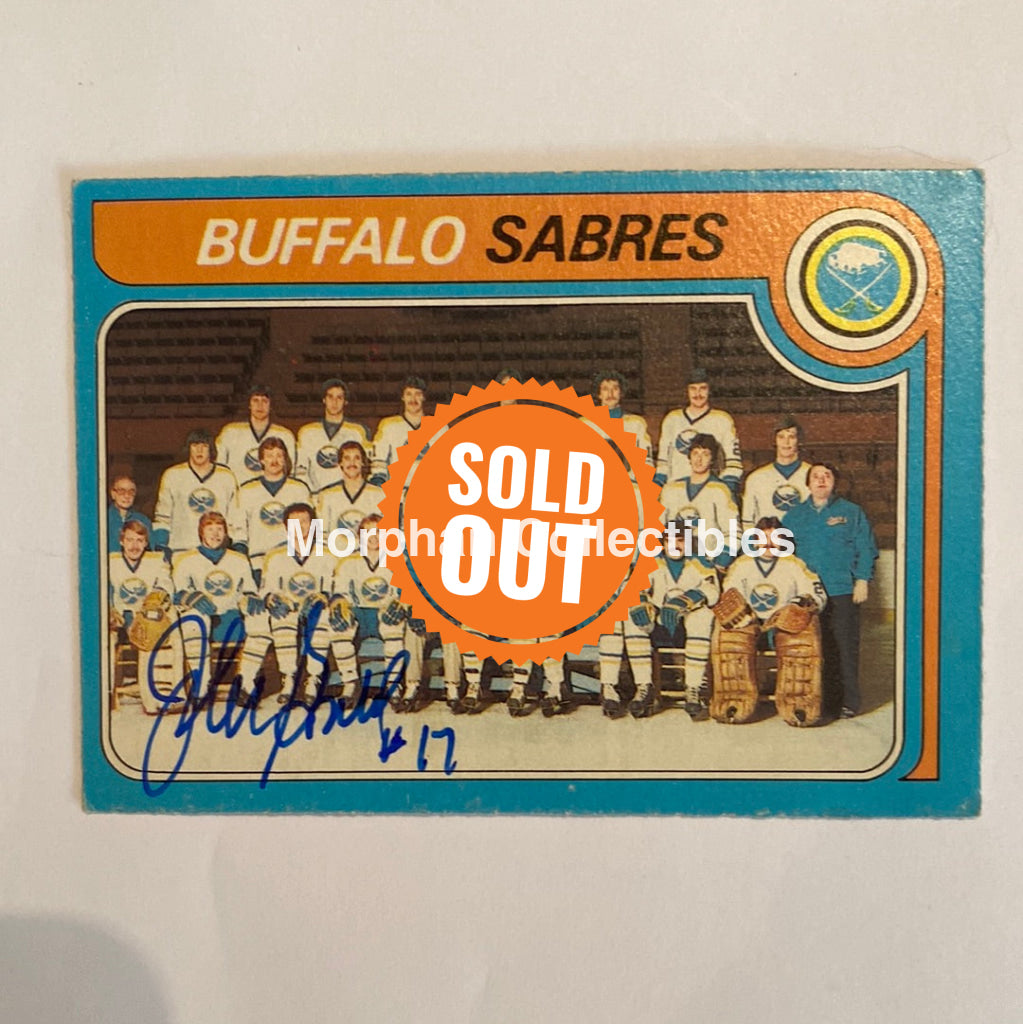 BUFFALO SABRES
SOLD
OUT
Morphan Collectibles
#17